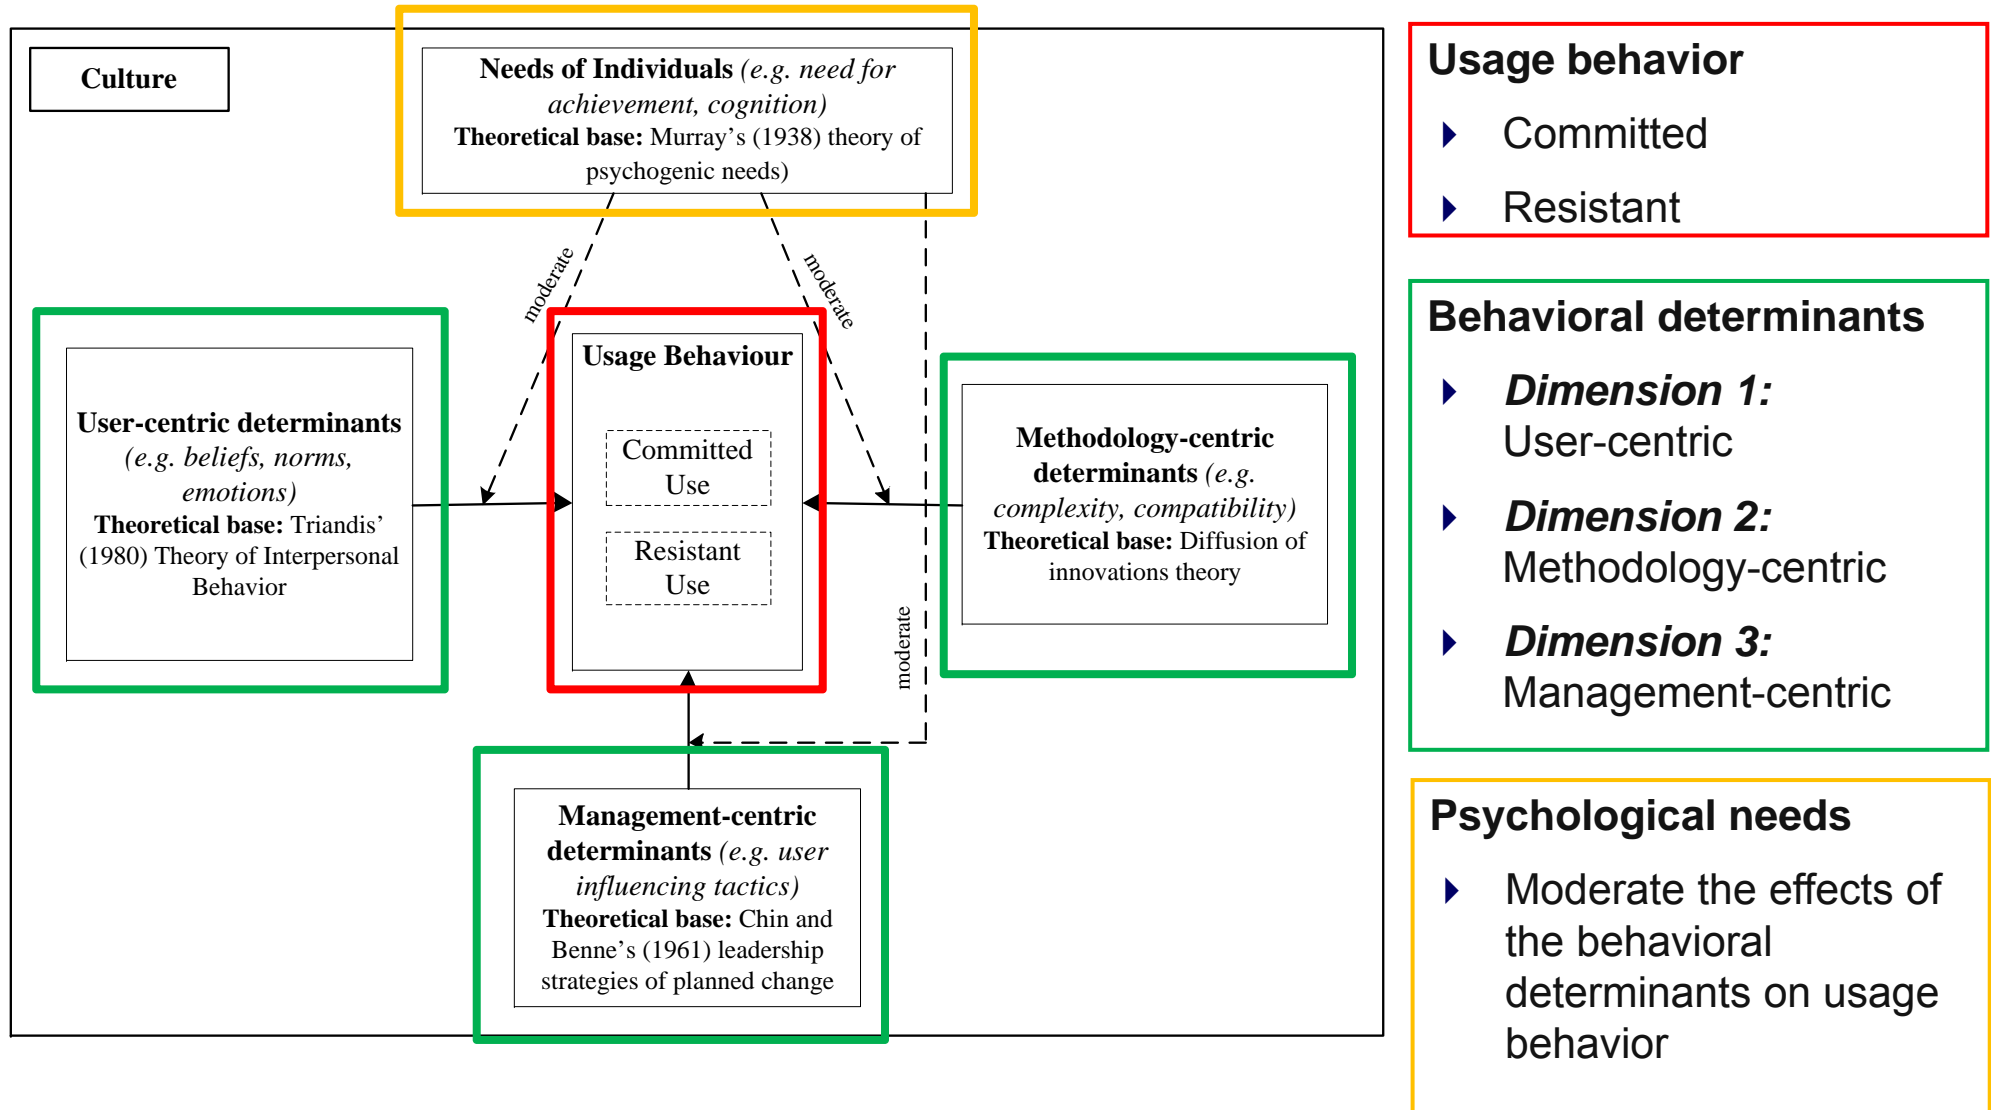 Culture
Needs of Individuals (e.g. need for
achievement, cognition)
Theoretical base: Murray’s (1938) theory of
psychogenic needs)
moderate
moderate
User-centric determinants
(e.g. beliefs, norms,
emotions)
Theoretical base: Triandis’
(1980) Theory of Interpersonal
Behavior
Usage Behaviour
Committed
Use
Resistant
Use
Methodology-centric
determinants (e.g.
complexity, compatibility)
Theoretical base: Diffusion of
innovations theory
moderate
Management-centric
determinants (e.g. user
influencing tactics)
Theoretical base: Chin and
Benne’s (1961) leadership
strategies of planned change
Usage behavior
Committed
Resistant
Behavioral determinants
Dimension 1:
User-centric
Dimension 2:
Methodology-centric
Dimension 3:
Management-centric
Psychological needs
Moderate the effects of
the behavioral
determinants on usage
behavior